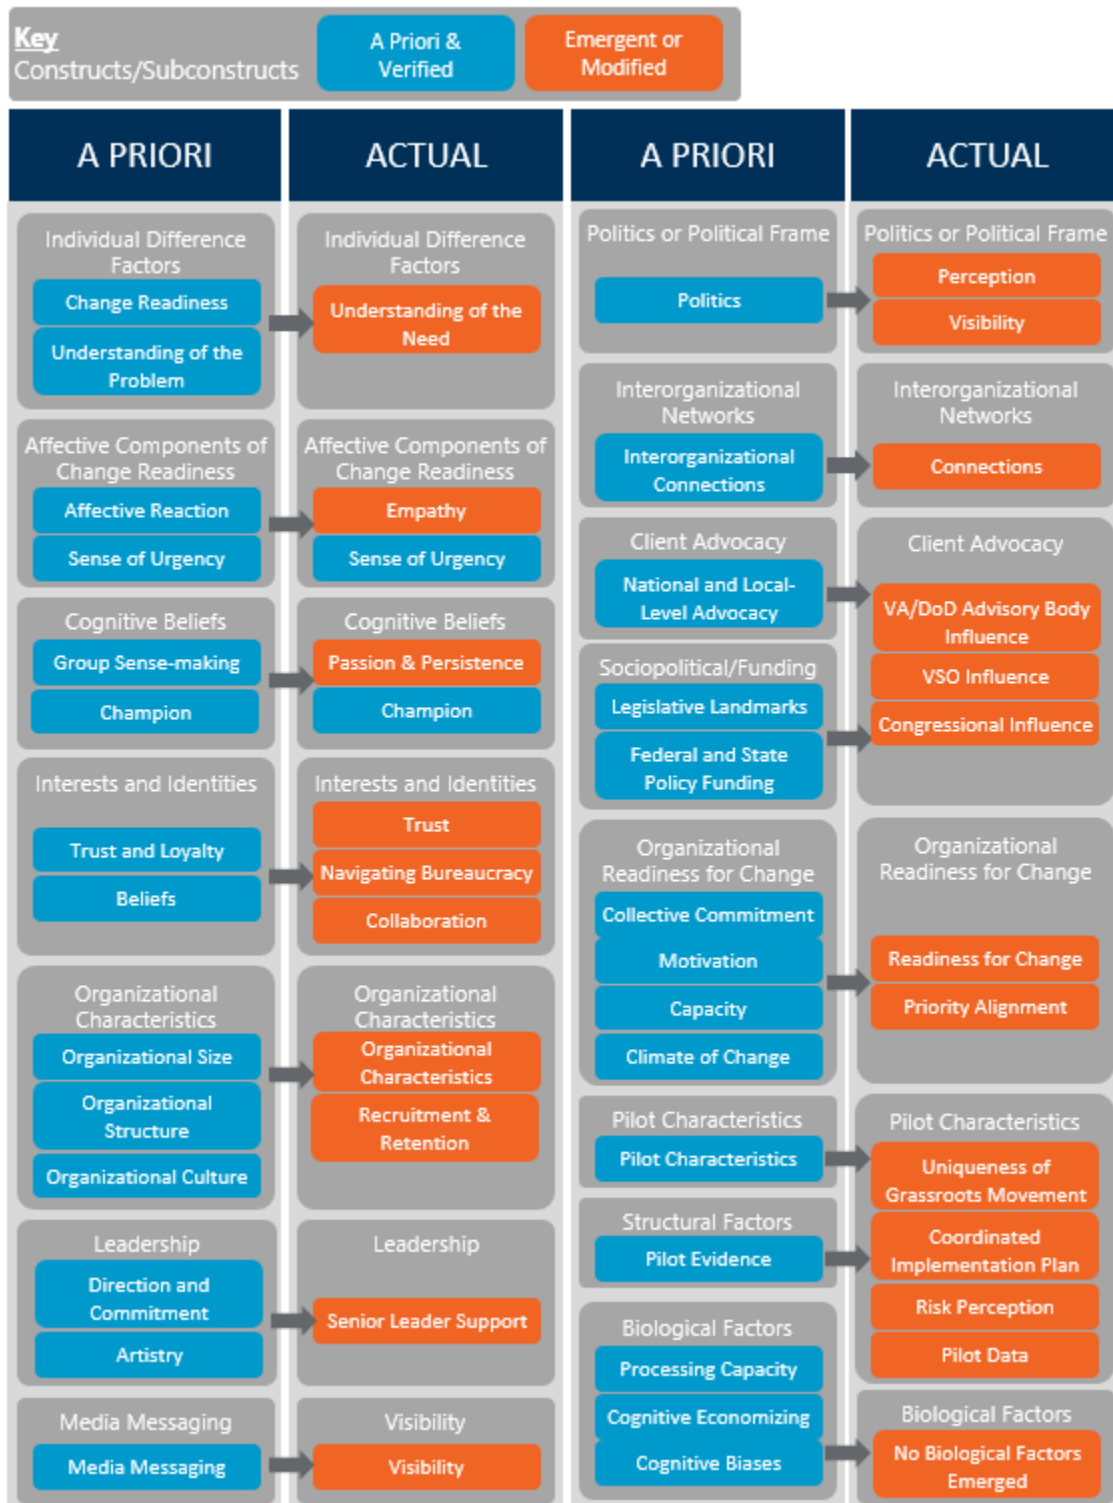 Key
Constructs/Subconstructs
A Priori &
Verified
Emergent or
Modified
A PRIORI
ACTUAL
A PRIORI
ACTUAL
Individual Difference
Factors
Change Readiness
Understanding of the
Problem
Individual Difference
Factors
Understanding of the
Need
Affective Components of
Change Readiness
Affective Reaction
Sense of Urgency
Affective Components of
Change Readiness
Empathy
Sense of Urgency
Cognitive Beliefs
Group Sense-making
Champion
Cognitive Beliefs
Passion & Persistence
Champion
Interests and Identities
Trust and Loyalty
Beliefs
Interests and Identities
Trust
Navigating Bureaucracy
Collaboration
Organizational
Characteristics
Organizational Size
Organizational
Structure
Organizational Culture
Organizational
Characteristics
Organizational
Characteristics
Recruitment &
Retention
Leadership
Direction and
Commitment
Artistry
Leadership
Senior Leader Support
Media Messaging
Media Messaging
Visibility
Visibility
Politics or Political Frame
Politics
Politics or Political Frame
Perception
Visibility
Interorganizational
Networks
Interorganizational
Connections
Interorganizational
Networks
Connections
Client Advocacy
National and Local-
Level Advocacy
Sociopolitical/Funding
Legislative Landmarks
Federal and State
Policy Funding
Client Advocacy
VA/DoD Advisory Body
Influence
VSO Influence
Congressional Influence
Organizational
Readiness for Change
Collective Commitment
Motivation
Capacity
Climate of Change
Organizational
Readiness for Change
Readiness for Change
Priority Alignment
Pilot Characteristics
Pilot Characteristics
Structural Factors
Pilot Evidence
Pilot Characteristics
Uniqueness of
Grassroots Movement
Coordinated
Implementation Plan
Risk Perception
Pilot Data
Biological Factors
Processing Capacity
Cognitive Economizing
Cognitive Biases
Biological Factors
No Biological Factors
Emerged